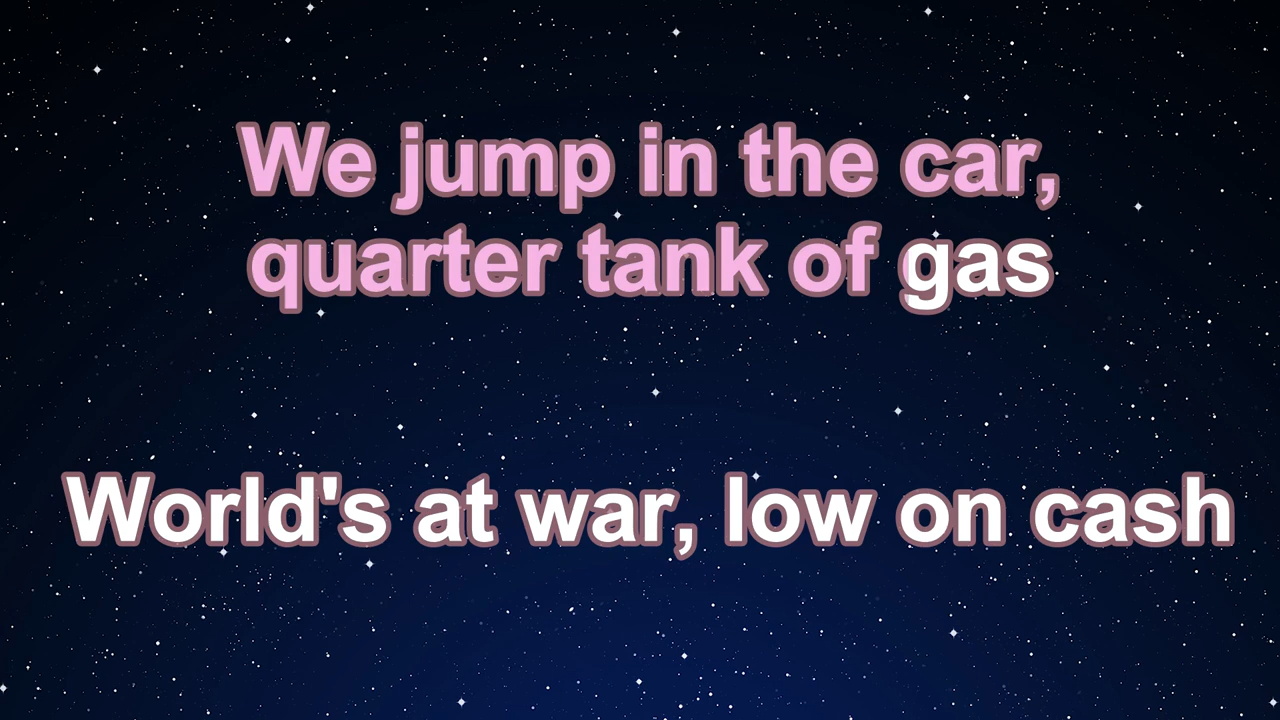 We jump in the car,
quarter tank of gas
World's at war, low on cash